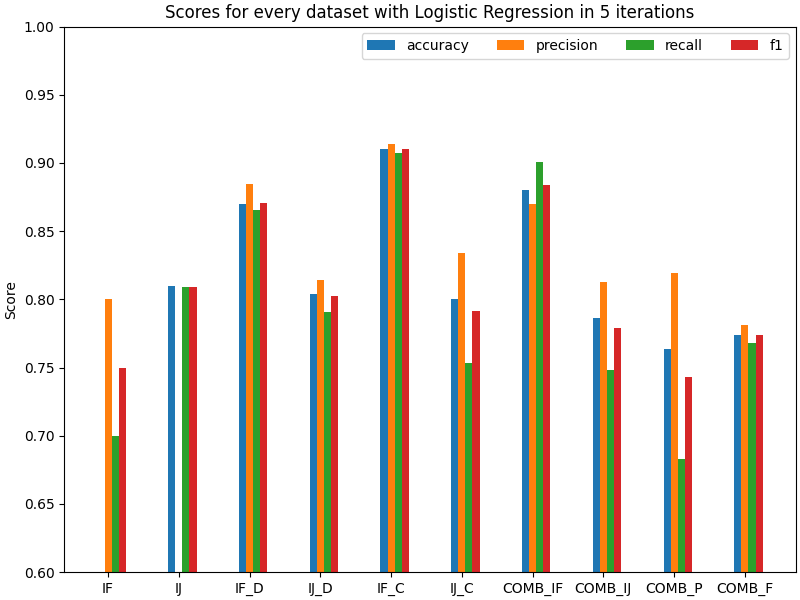 Scores for every dataset with Logistic Regression in 5 iterations
accuracy precision recall f1
1.00
0.95
0.90
0.85
0.80
0.75
0.70
0.65
0.60
Score
IF IJ IF_D IJ_D IF_C IJ_C COMB_IF COMB_IJ COMB_P COMB_F